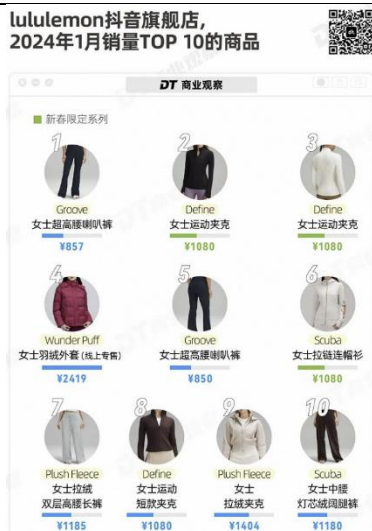 lululemon抖音旗舰店,
2024年1月销量TOP 10的商品
DT 商业观察
新春限定系列
1
Groove
女士超高腰喇叭裤
¥857
2
Define
女士运动夹克
¥1080
3
Define
女士运动夹克
¥1080
4
Wunder Puff
女士羽绒外套(线上专售)
¥2419
5
Groove
女士超高腰喇叭裤
¥850
6
Scuba
女士拉链连帽衫
¥1080
7
Plush Fleece
女士拉绒
双层高腰长裤
¥1185
8
Define
女士运动
短款夹克
¥1080
9
Plush Fleece
女士
拉绒夹克
¥1404
10
Scuba
女士中腰
灯芯绒阔腿裤
¥1180